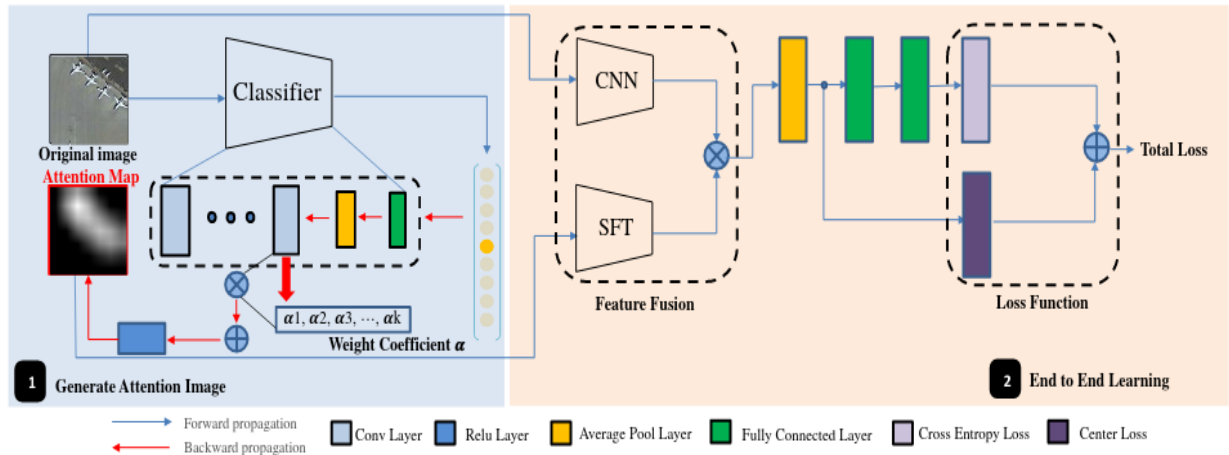 Classifier
Original image
Attention Map
α1, α2, α3, ···, αk
Weight Coefficient α
1 Generate Attention Image
CNN
SFT
Feature Fusion
Loss Function
Total Loss
2 End to End Learning
Forward propagation
Backward propagation
Conv Layer
Relu Layer
Average Pool Layer
Fully Connected Layer
Cross Entropy Loss
Center Loss